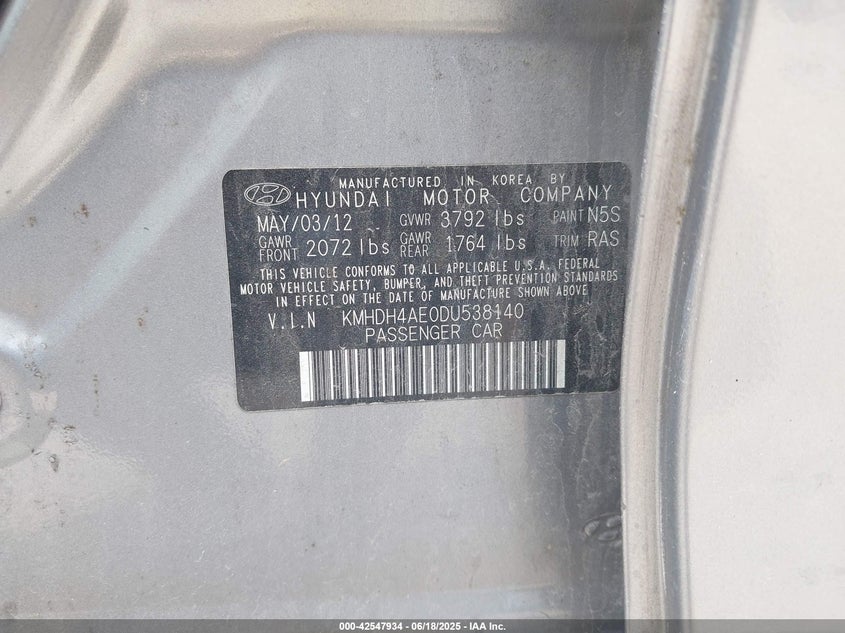 MANUFACTURED IN KOREA BY
HYUNDAI MOTOR COMPANY
MAY/03/12 GVWR 3792 lbs PAINT N5S
GAWR FRONT 2072 lbs GAWR REAR 1764 lbs TRIM RAS
THIS VEHICLE CONFORMS TO ALL APPLICABLE U.S.A. FEDERAL
MOTOR VEHICLE SAFETY, BUMPER, AND THEFT PREVENTION STANDARDS
IN EFFECT ON THE DATE OF MANUFACTURE SHOWN ABOVE
V.I.N KMHDH4AE0DU538140
PASSENGER CAR
000-42547934 - 06/18/2025 - IAA Inc.